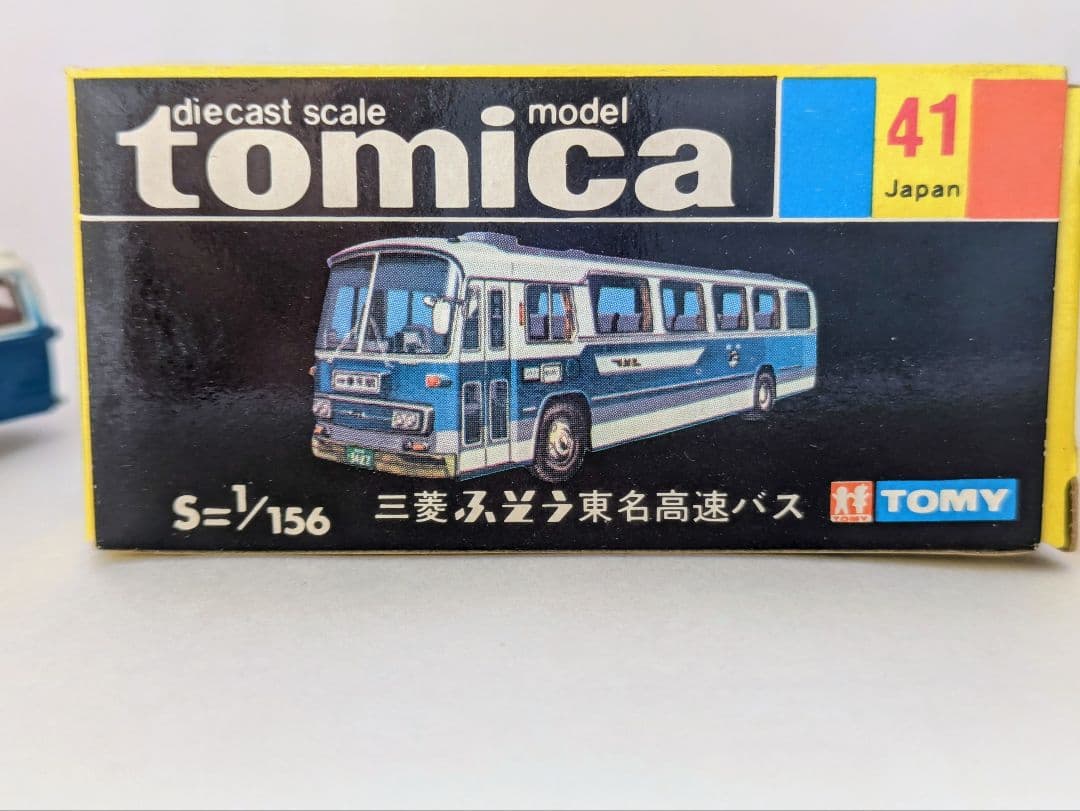 diecast scale model
tomica
41
Japan
S=1/156
三菱ふそう東名高速バス
TOMY
TOMY